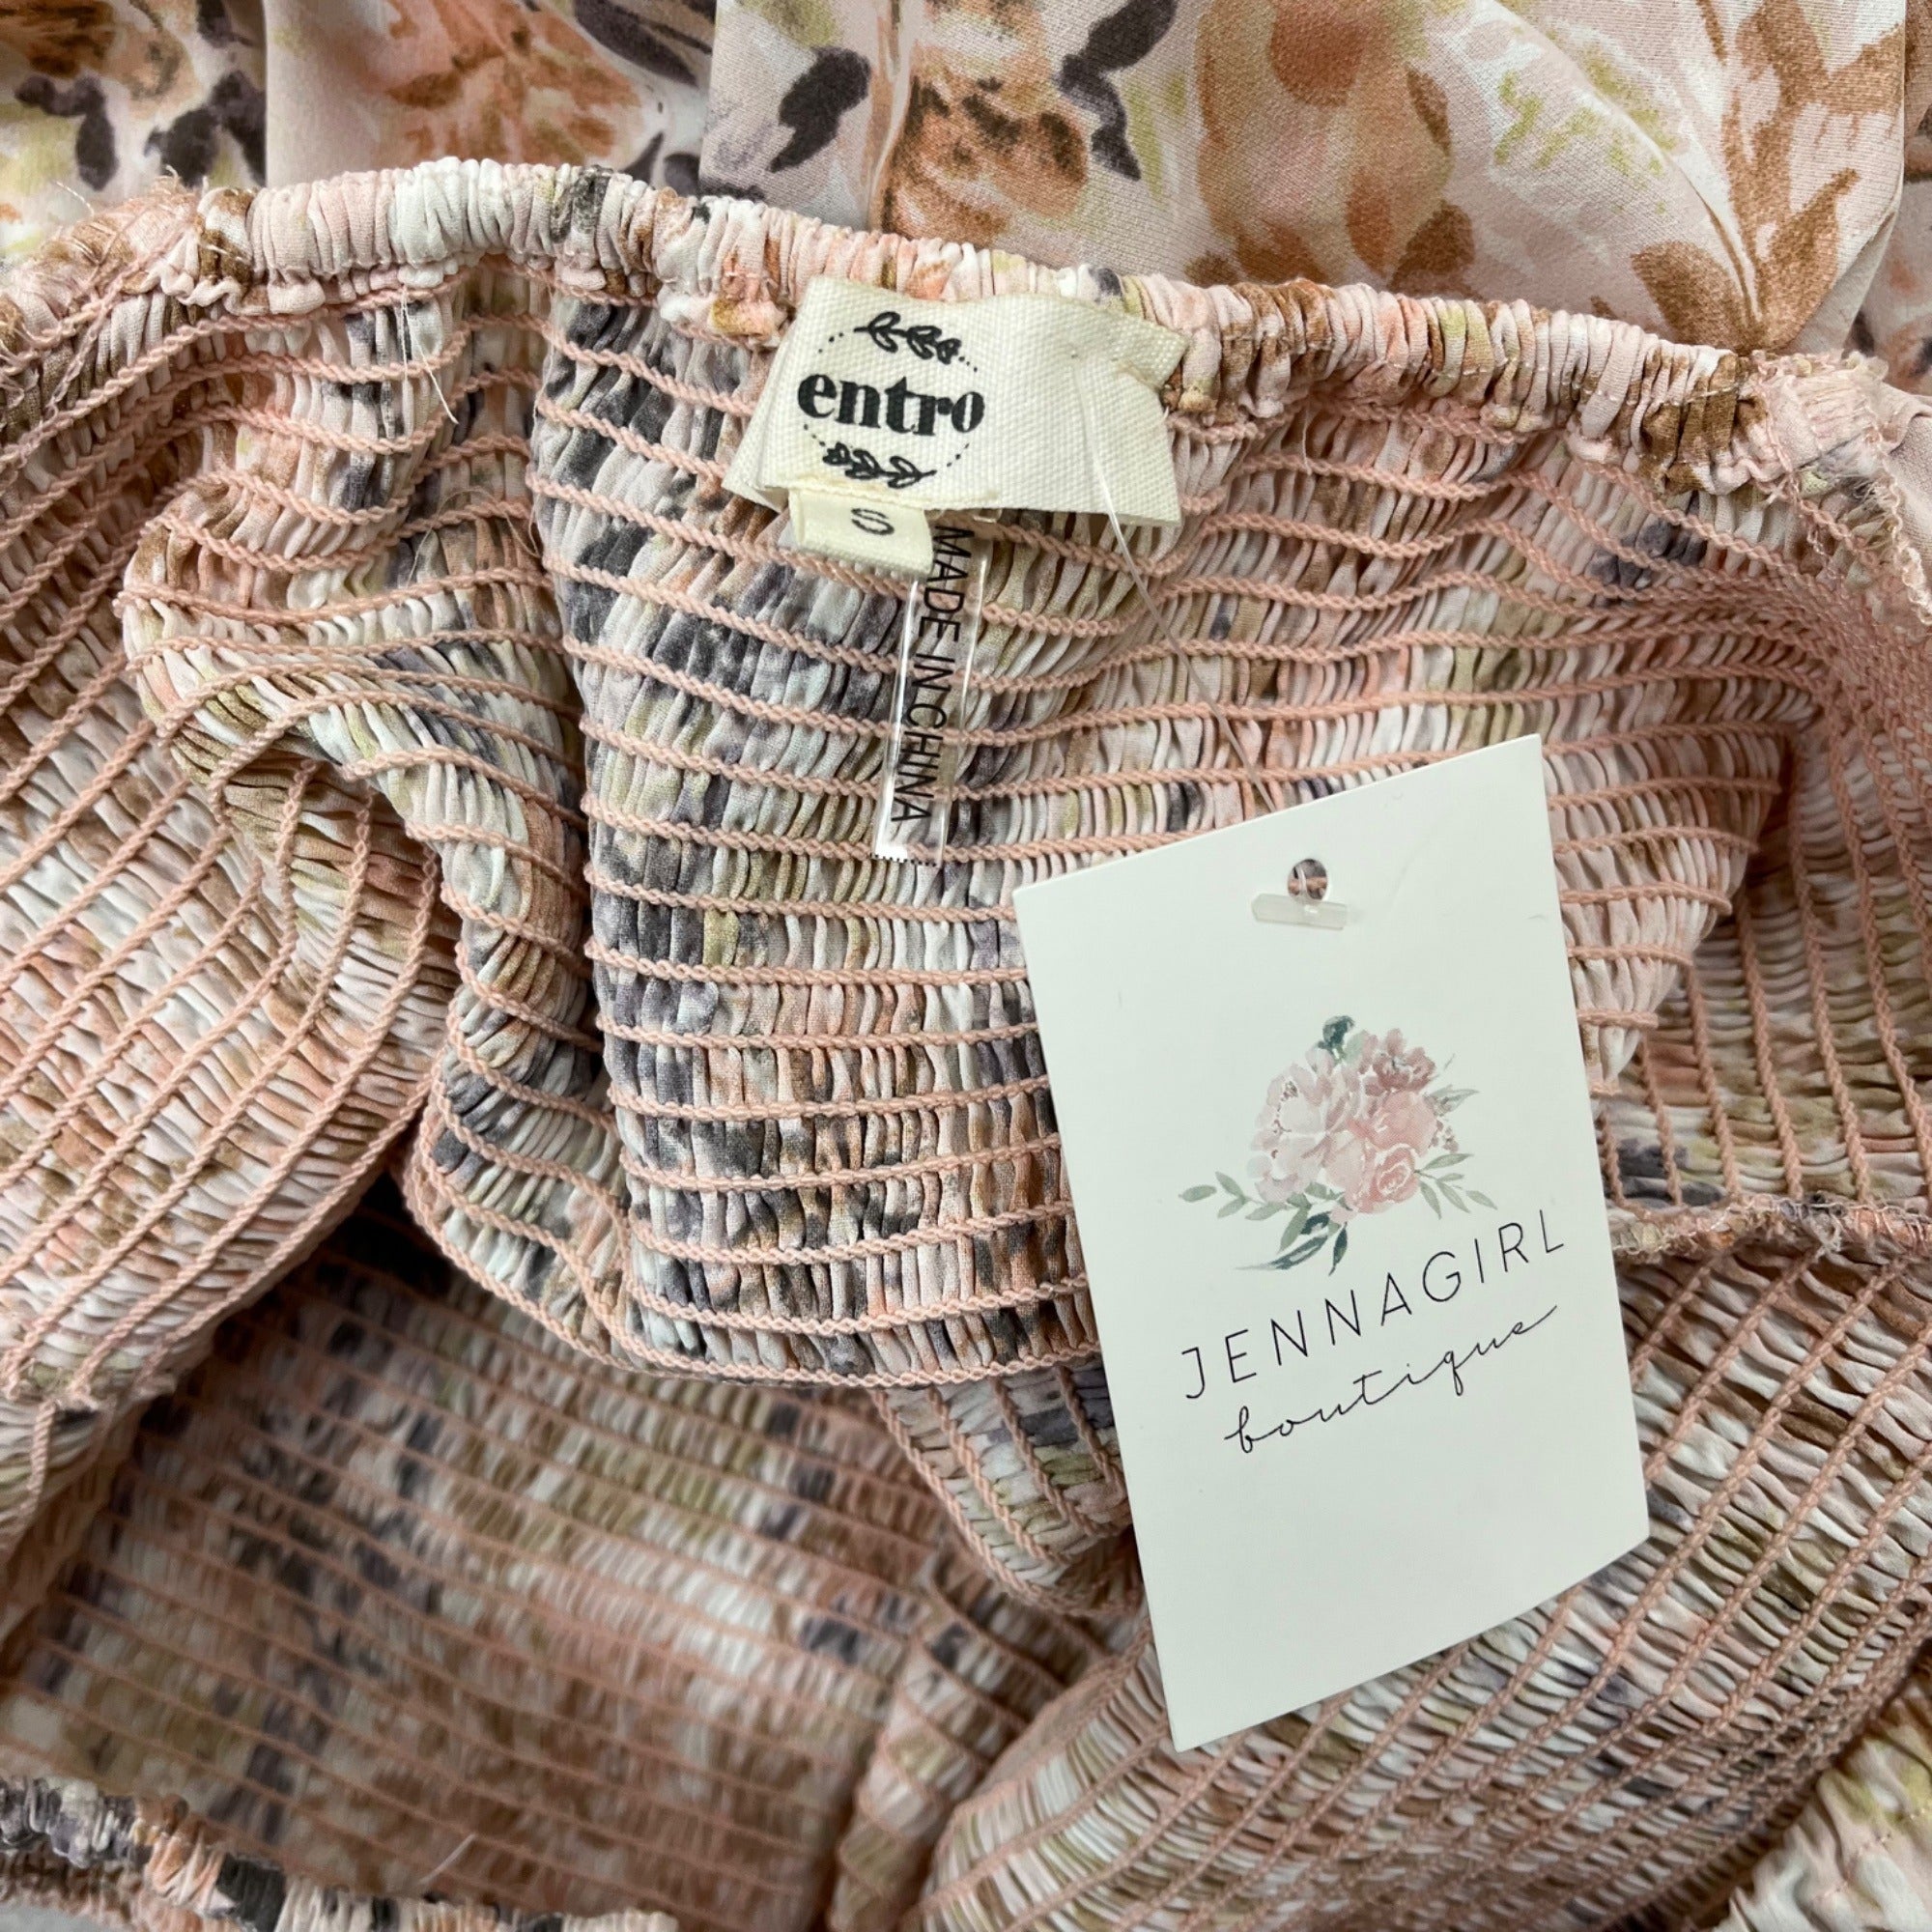 entro
S
MADE IN CHINA
JENNAGIRL
boutique